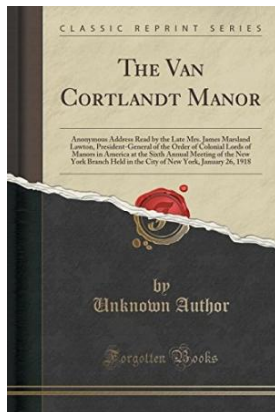 CLASSIC REPRINT SERIES
THE VAN
CORTLANDT MANOR
Anonymous Address Read by the Late Mrs. James Marsland
Lawton, President-General of the Order of Colonial Lords of
Manors in America at the Sixth Annual Meeting of the New
York Branch Held in the City of New York, January 26, 1918
by
Unknown Author
Forgotten Books